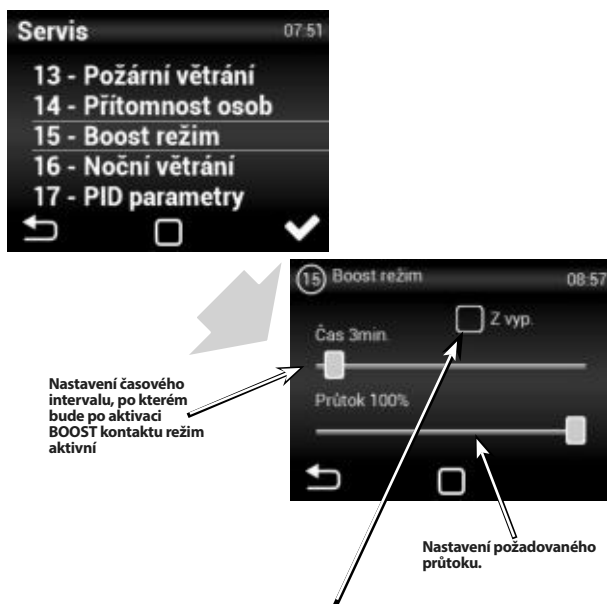 Servis 07:51
13 - Požární větrání
14 - Přítomnost osob
15 - Boost režim
16 - Noční větrání
17 - PID parametry
15 Boost režim 08:57
Z vyp.
Čas 3min.
Průtok 100%
Nastavení časového
intervalu, po kterém
bude po aktivaci
BOOST kontaktu režim
aktivní
Nastavení požadovaného
průtoku.